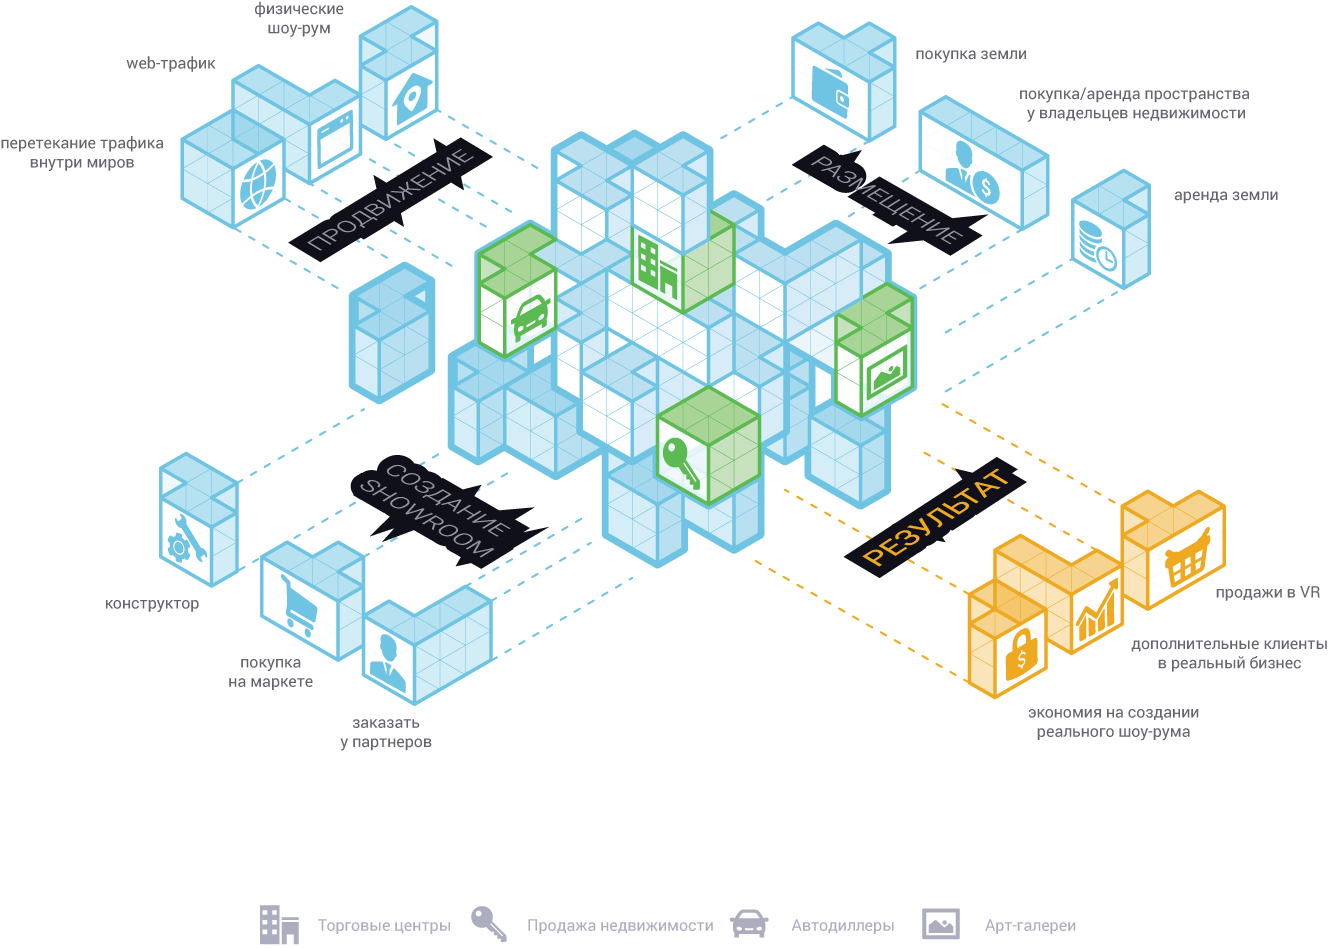 физические
шоу-рум
web-трафик
перетекание трафика
внутри миров
ПРОДВИЖЕНИЕ
покупка земли
покупка/аренда пространства
у владельцев недвижимости
аренда земли
РАЗМЕЩЕНИЕ
СОЗДАНИЕ
SHOWROOM
конструктор
покупка
на маркете
заказать
у партнеров
РЕЗУЛЬТАТ
продажи в VR
дополнительные клиенты
в реальный бизнес
экономия на создании
реального шоу-рума
Торговые центры
Продажа недвижимости
Автодиллеры
Арт-галереи